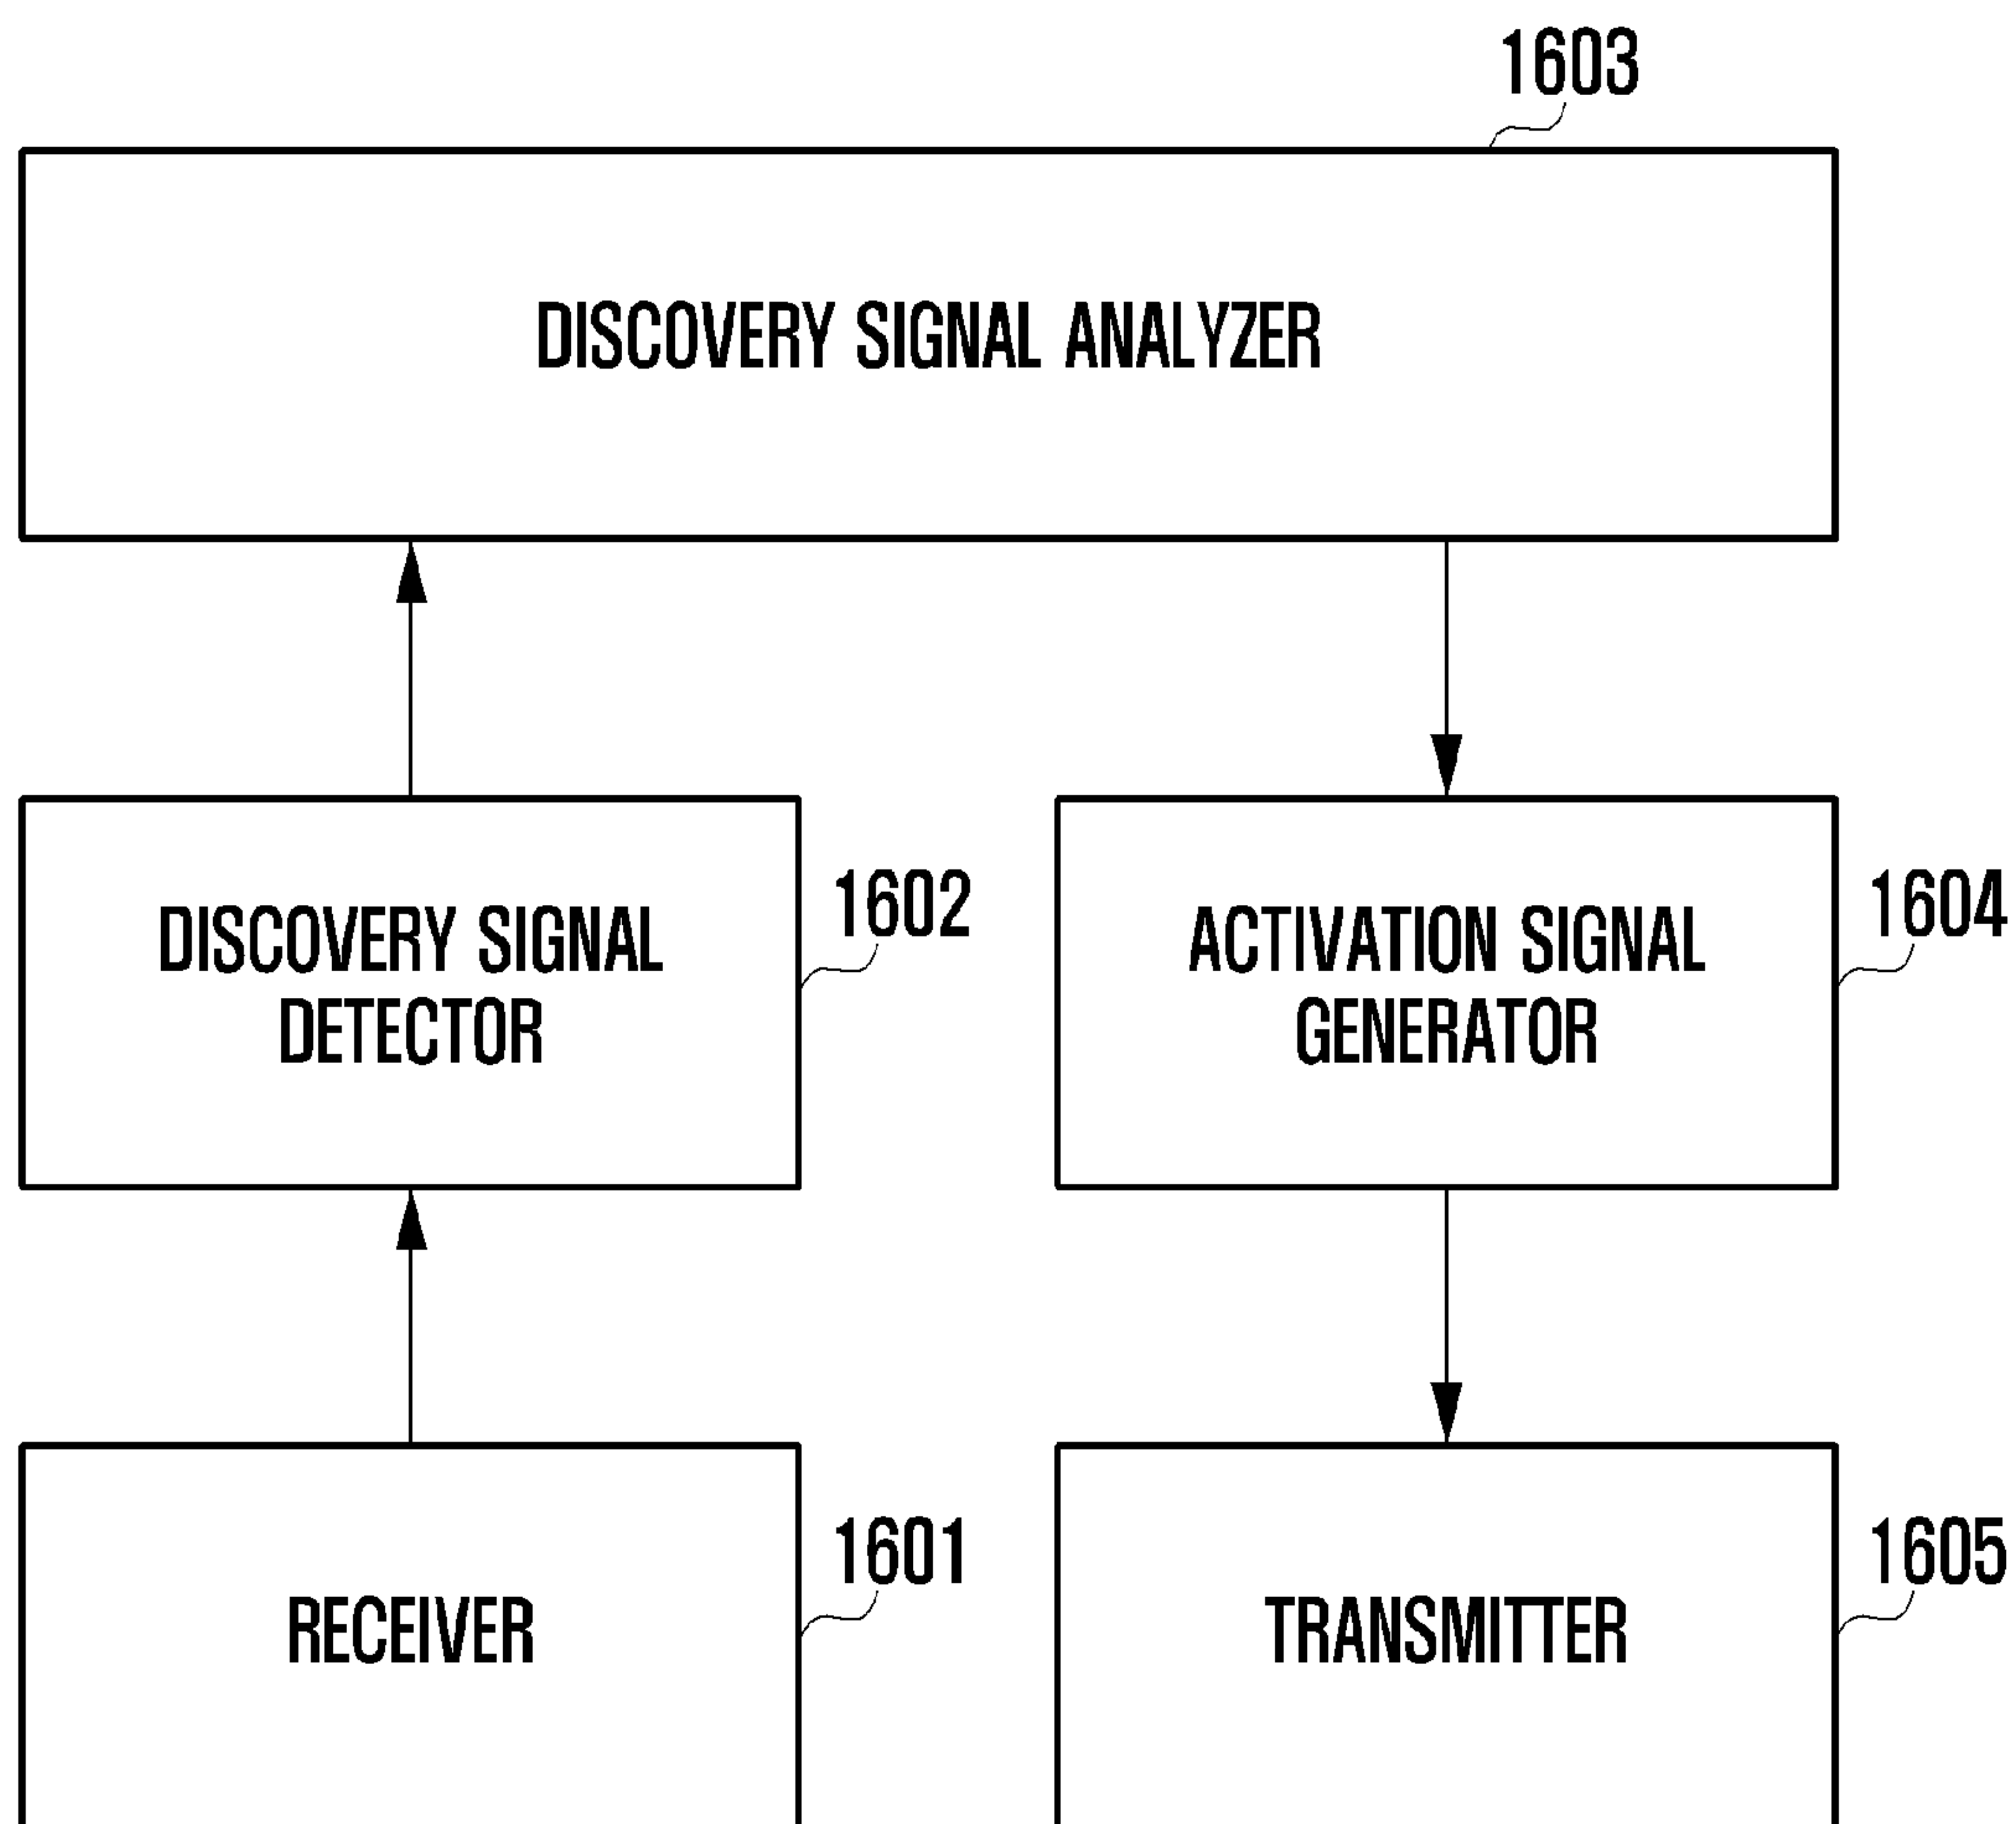 1603
DISCOVERY SIGNAL ANALYZER
DISCOVERY SIGNAL
DETECTOR
1602
ACTIVATION SIGNAL
GENERATOR
1604
RECEIVER
1601
TRANSMITTER
1605